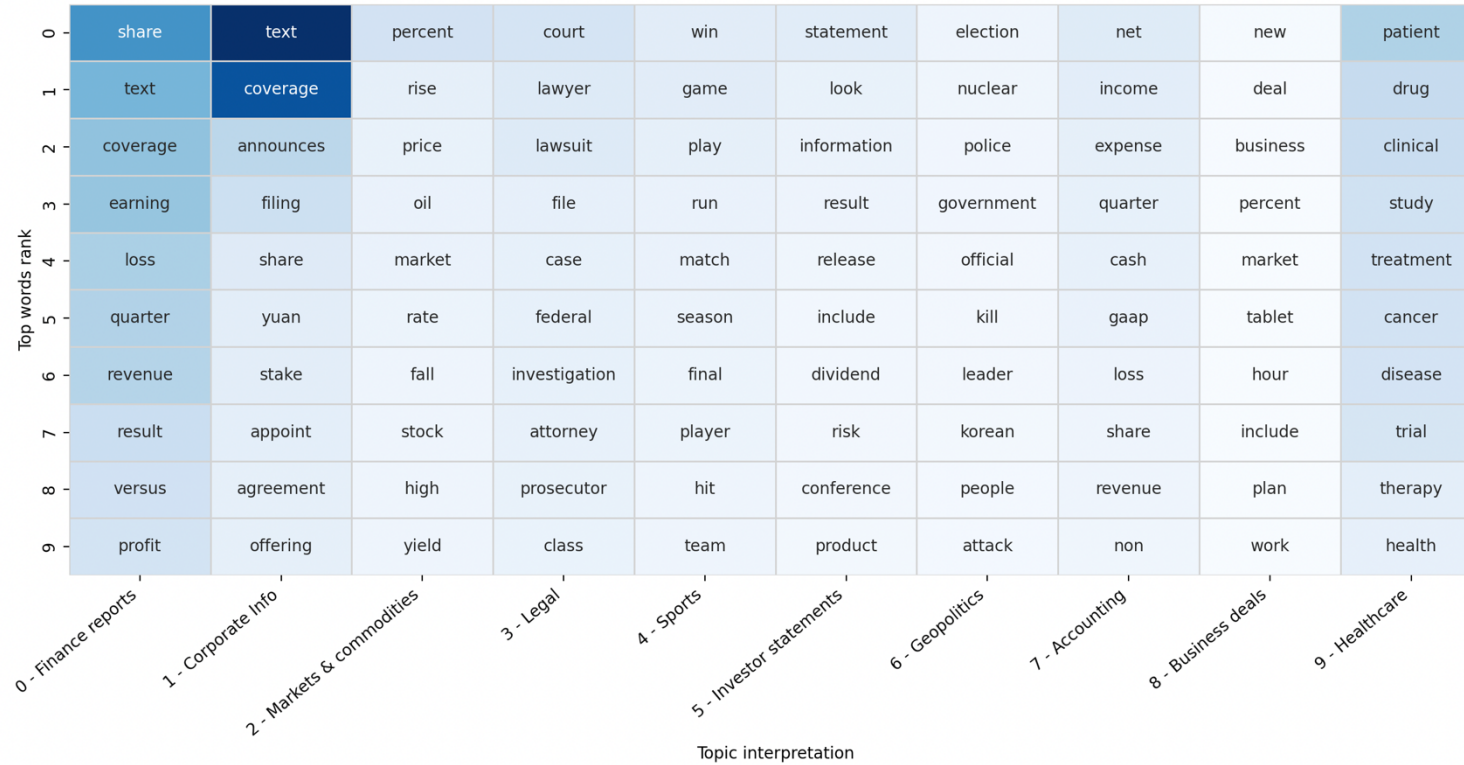 0 share text percent court win statement election net new patient
1 text coverage rise lawyer game look nuclear income deal drug
2 coverage announces price lawsuit play information police expense business clinical
3 earning filing oil file run result government quarter percent study
4 loss share market case match release official cash market treatment
5 quarter yuan rate federal season include kill gaap tablet cancer
6 revenue stake fall investigation final dividend leader loss hour disease
7 result appoint stock attorney player risk korean share include trial
8 versus agreement high prosecutor hit conference people revenue plan therapy
9 profit offering yield class team product attack non work health
Top words rank
0 - Finance reports
1 - Corporate Info
2 - Markets & commodities
3 - Legal
4 - Sports
5 - Investor statements
6 - Geopolitics
7 - Accounting
8 - Business deals
9 - Healthcare
Topic interpretation